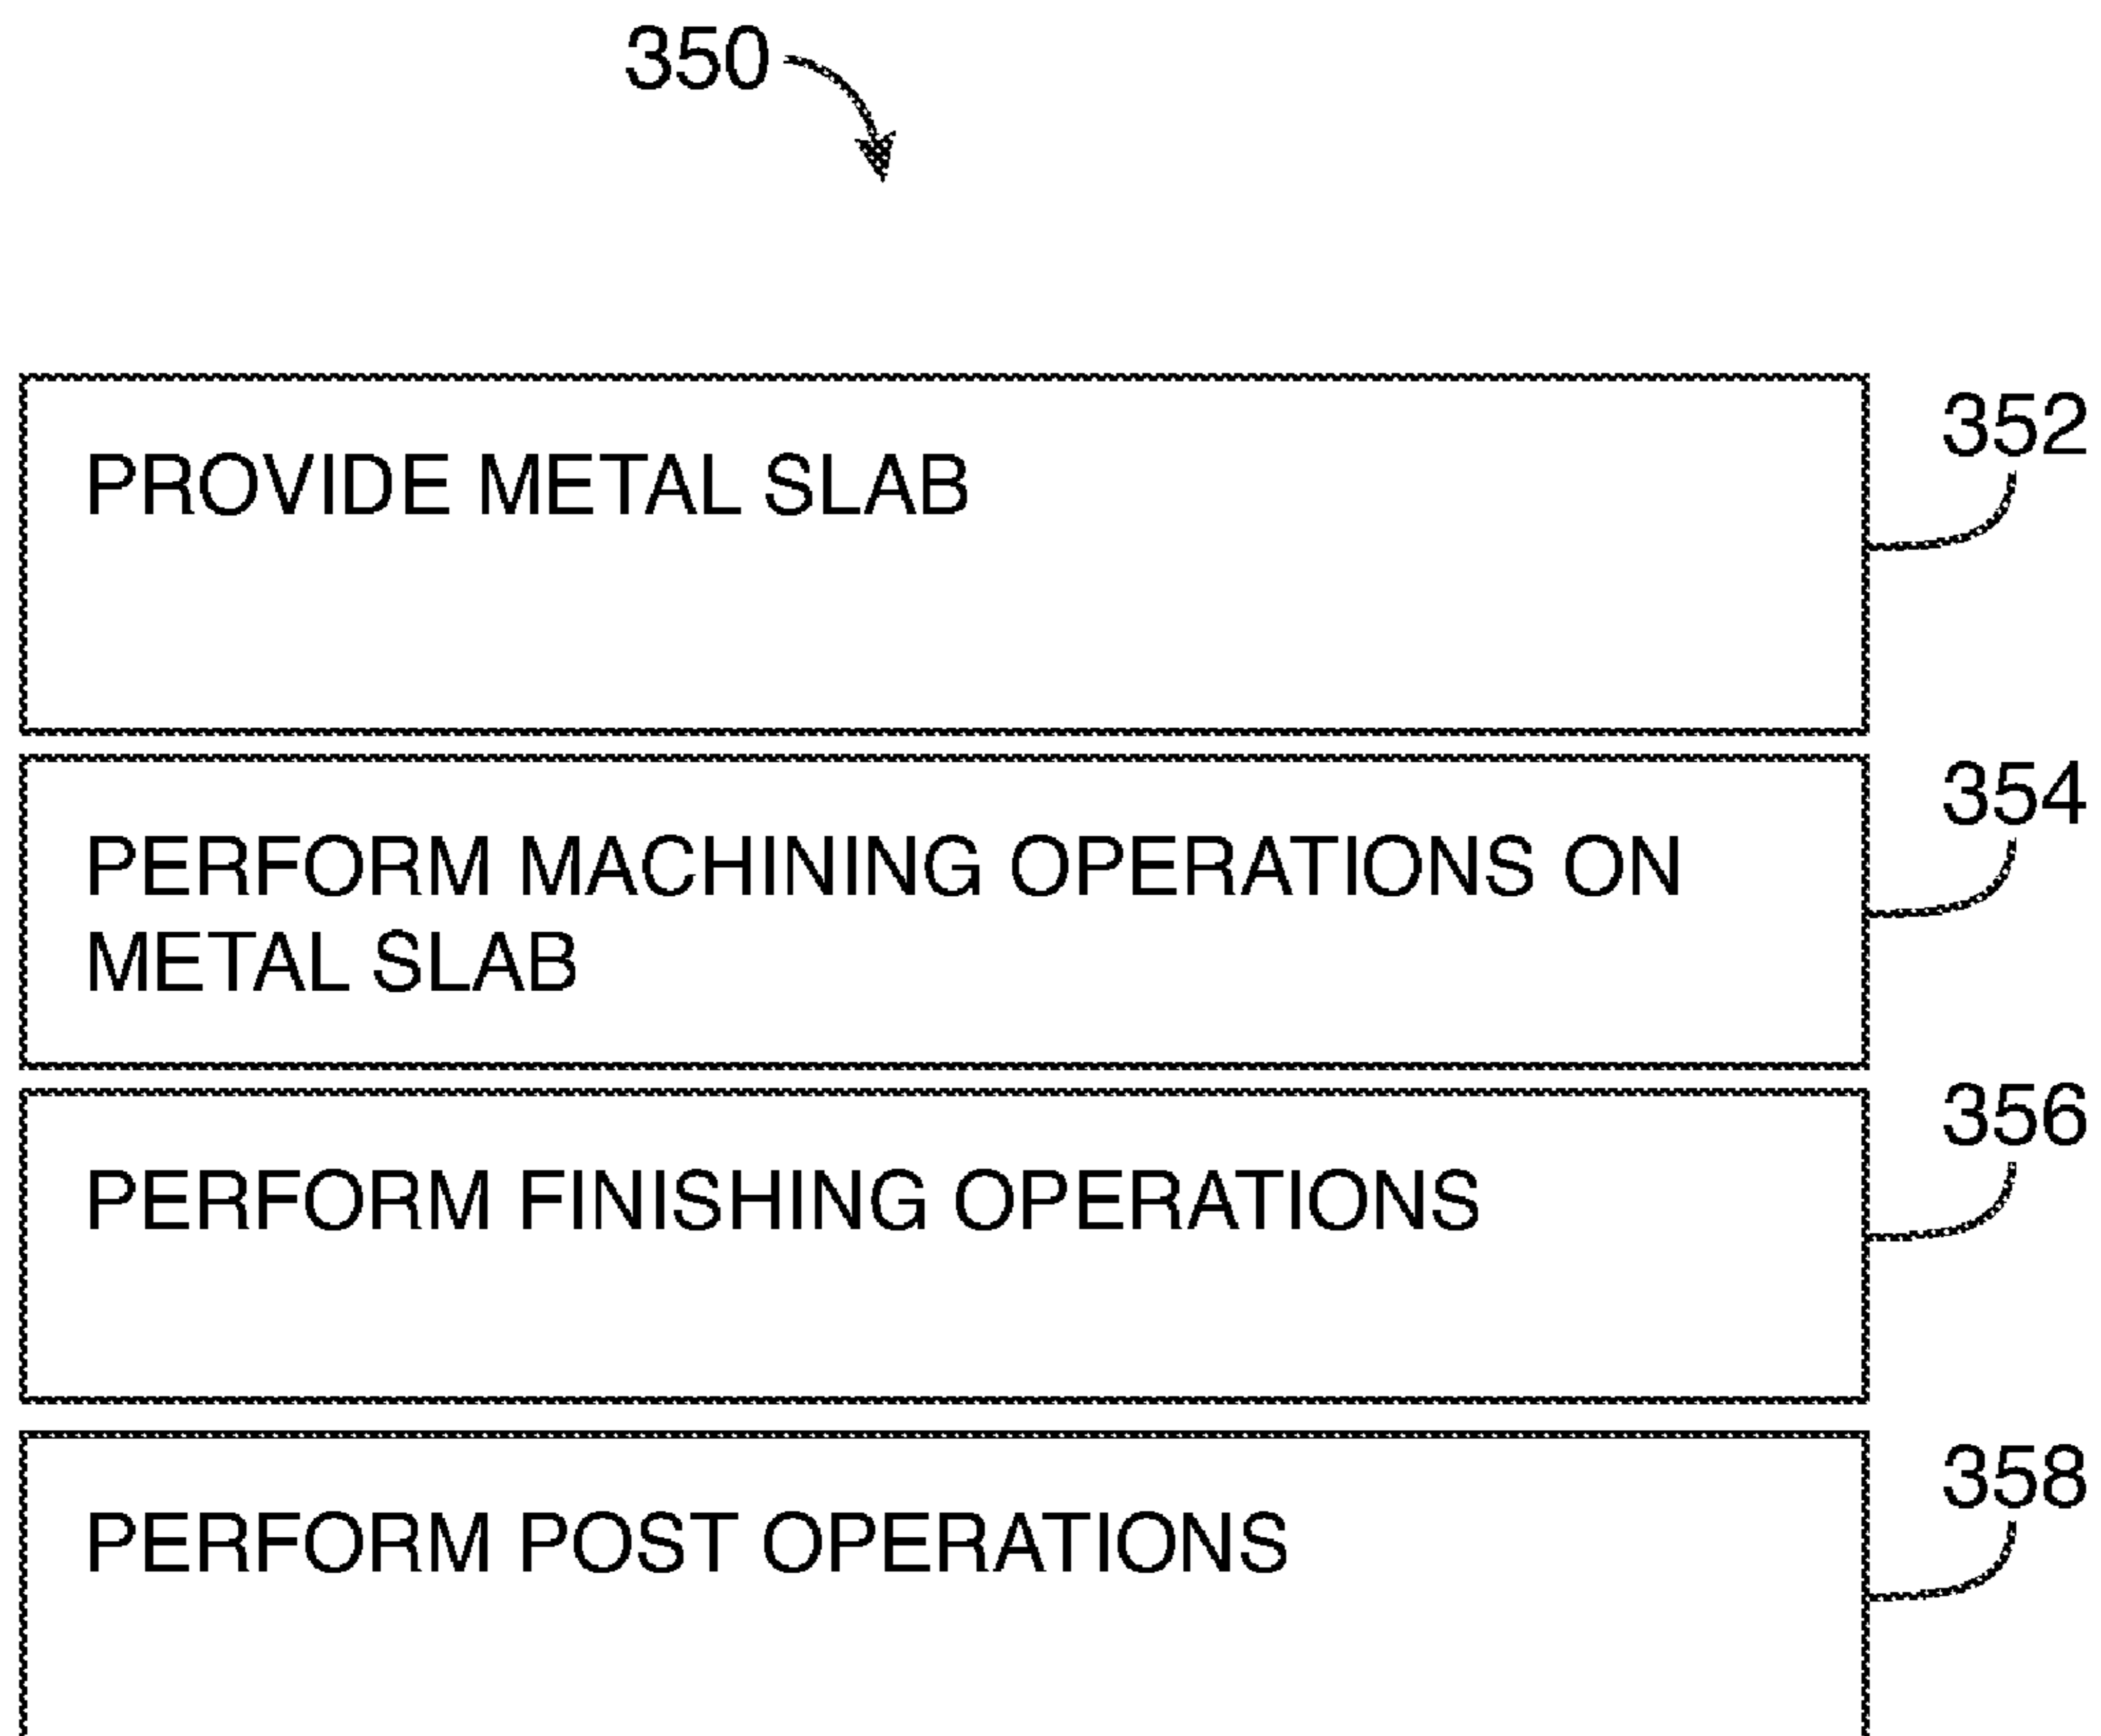 350
PROVIDE METAL SLAB
352
PERFORM MACHINING OPERATIONS ON
METAL SLAB
354
PERFORM FINISHING OPERATIONS
356
PERFORM POST OPERATIONS
358